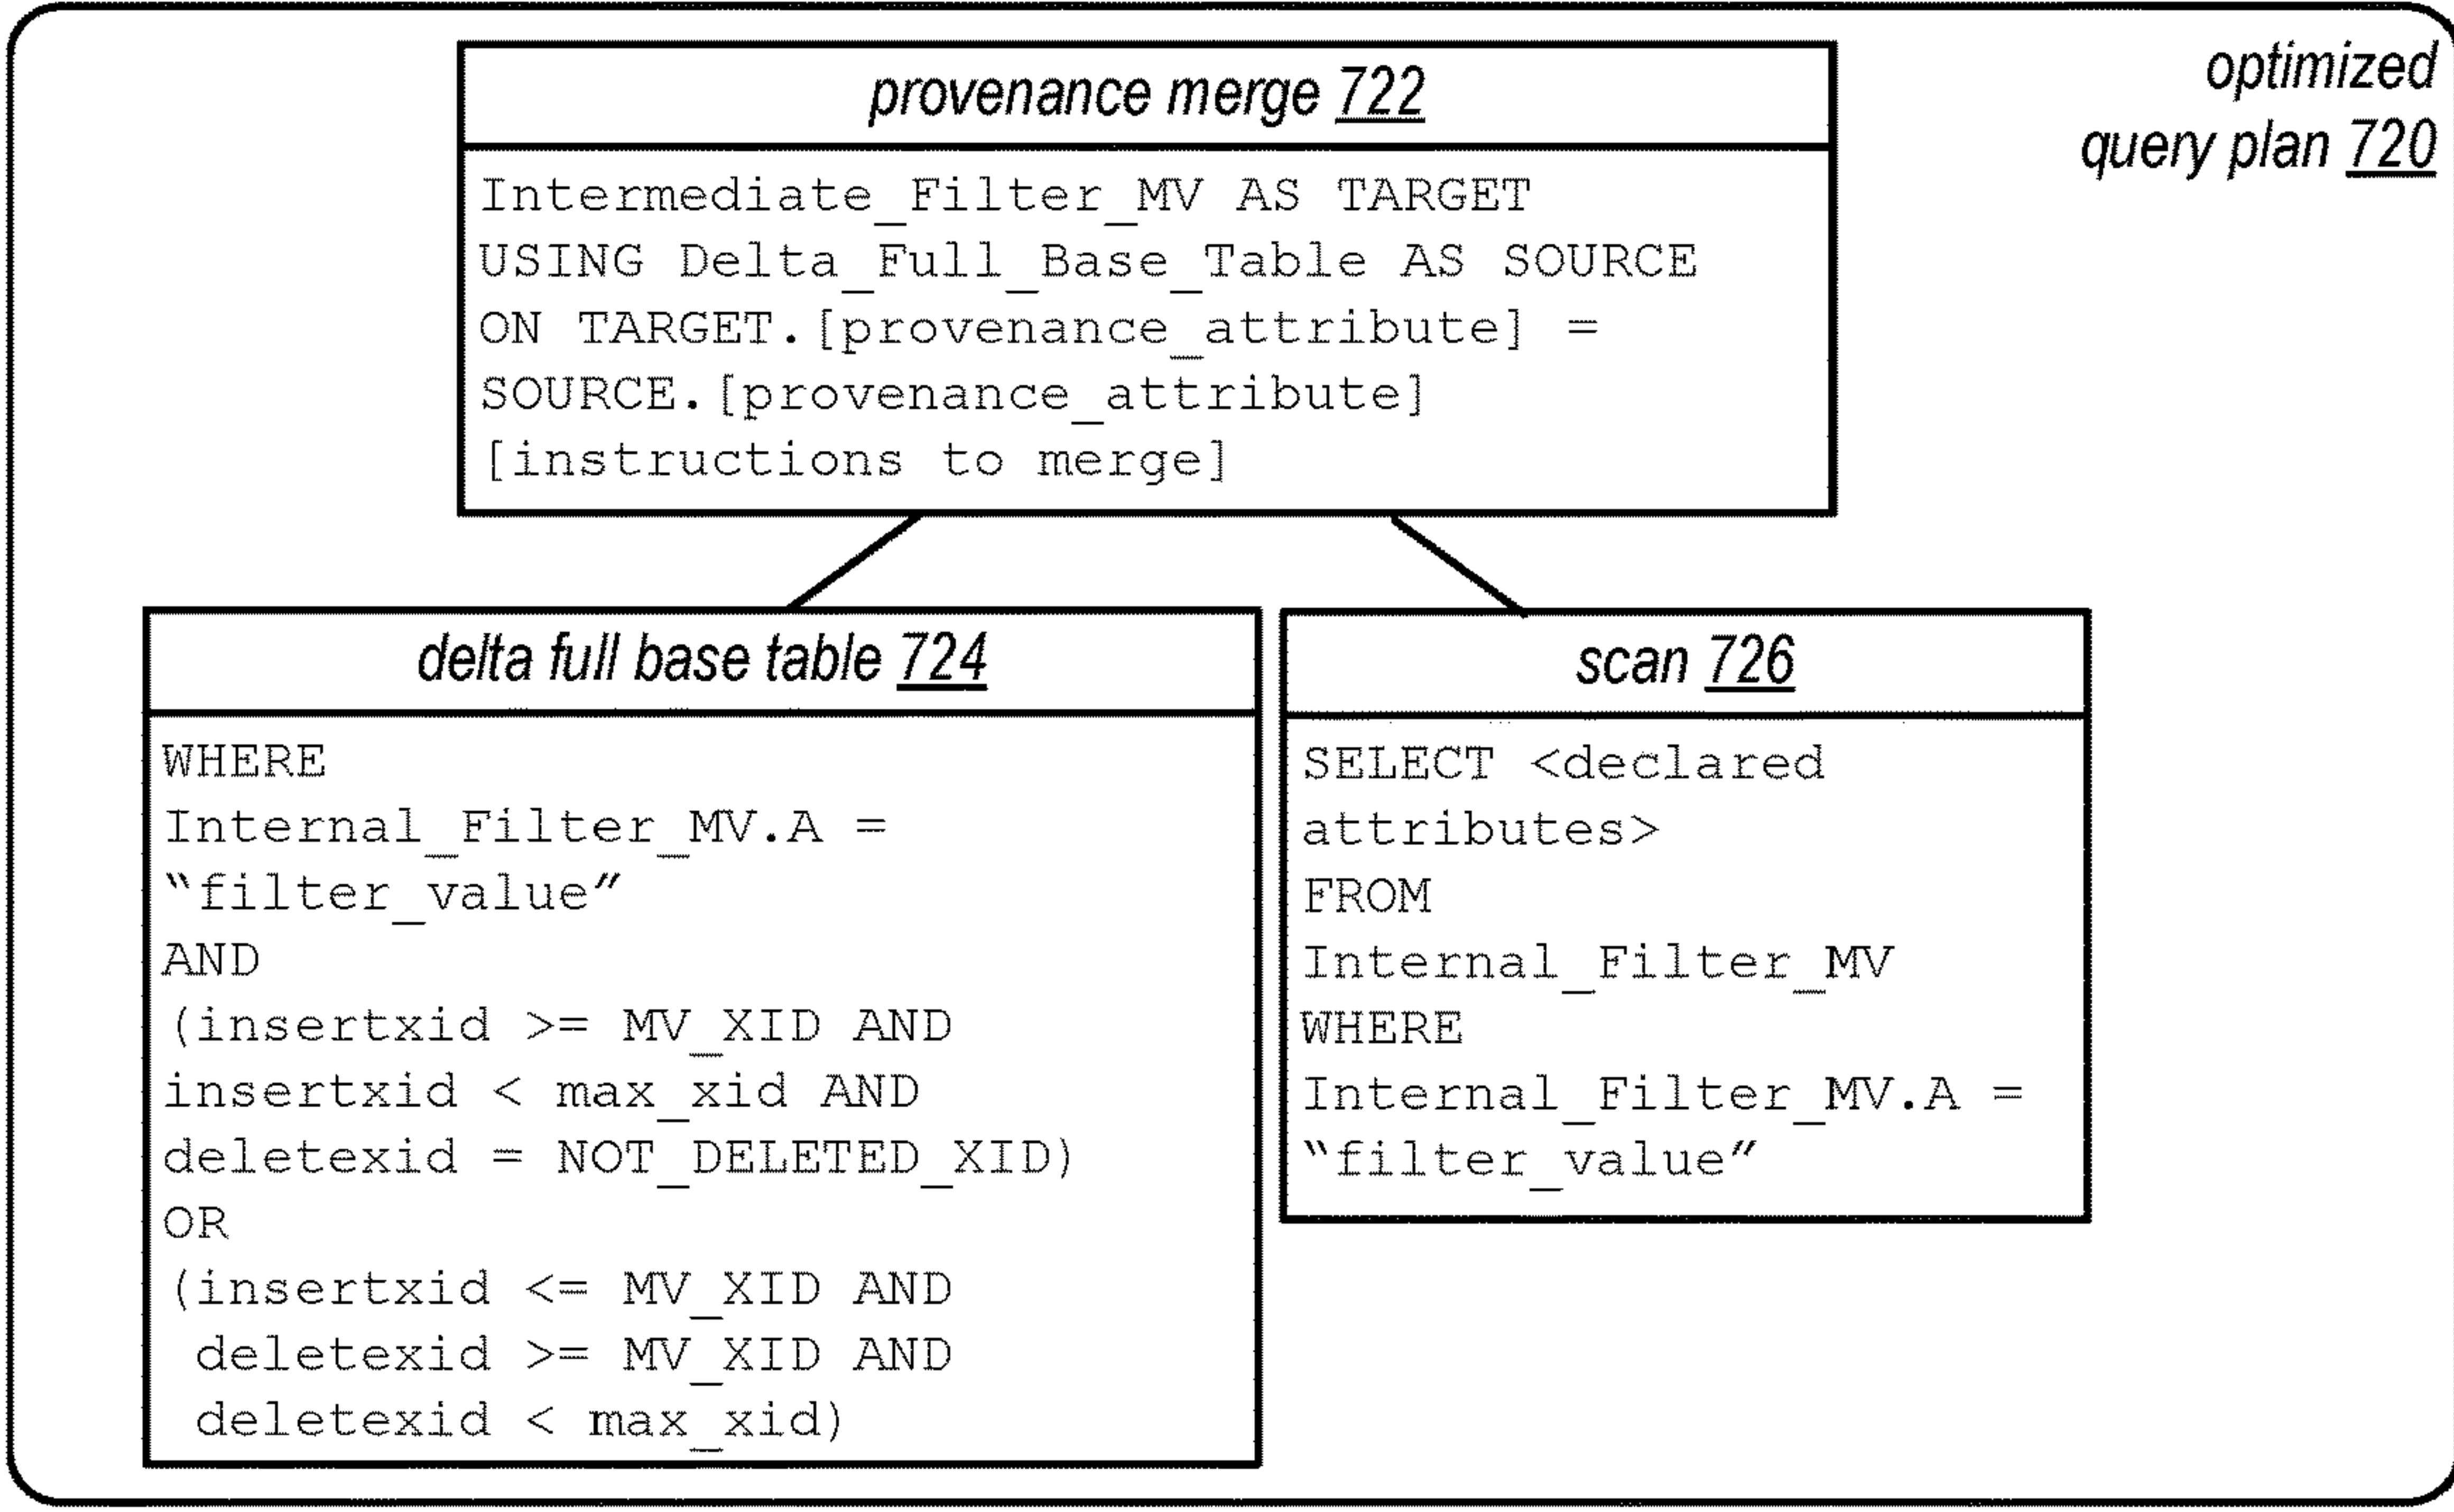 optimized
query plan 720
provenance merge 722
Intermediate_Filter_MV AS TARGET
USING Delta_Full_Base_Table AS SOURCE
ON TARGET.[provenance_attribute] =
SOURCE.[provenance_attribute]
[instructions to merge]
delta full base table 724
WHERE
Internal_Filter_MV.A =
“filter_value”
AND
(insertxid >= MV_XID AND
insertxid < max_xid AND
deletexid = NOT_DELETED_XID)
OR
(insertxid <= MV_XID AND
deletexid >= MV_XID AND
deletexid < max_xid)
scan 726
SELECT <declared
attributes>
FROM
Internal_Filter_MV
WHERE
Internal_Filter_MV.A =
“filter_value”